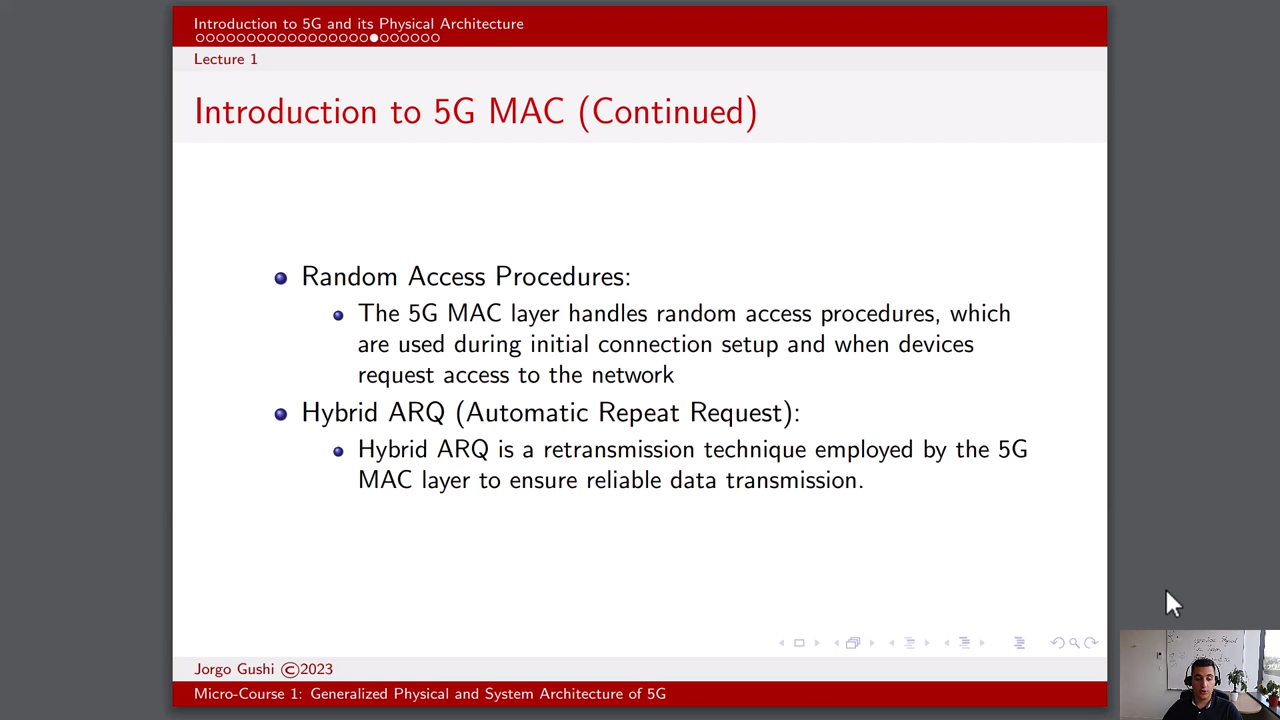 Introduction to 5G and its Physical Architecture
Lecture 1
Introduction to 5G MAC (Continued)
Random Access Procedures:
The 5G MAC layer handles random access procedures, which
are used during initial connection setup and when devices
request access to the network
Hybrid ARQ (Automatic Repeat Request):
Hybrid ARQ is a retransmission technique employed by the 5G
MAC layer to ensure reliable data transmission.
Jorgo Gushi ©2023
Micro-Course 1: Generalized Physical and System Architecture of 5G